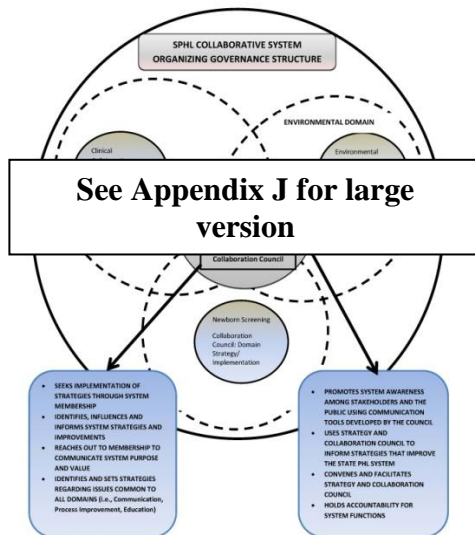 SPHL COLLABORATIVE SYSTEM
ORGANIZING GOVERNANCE STRUCTURE
ENVIRONMENTAL DOMAIN
Clinical
Environmental
See Appendix J for large
version
Collaboration Council
Newborn Screening
Collaboration
Council: Domain
Strategy/
Implementation
• SEEKS IMPLEMENTATION OF
STRATEGIES THROUGH SYSTEM
MEMBERSHIP
• IDENTIFIES, INFLUENCES AND
INFORMS SYSTEM STRATEGIES AND
IMPROVEMENTS
• REACHES OUT TO MEMBERSHIP TO
COMMUNICATE SYSTEM PURPOSE
AND VALUE
• IDENTIFIES AND SETS STRATEGIES
REGARDING ISSUES COMMON TO
ALL DOMAINS (i.e., Communication,
Process Improvement, Education)
• PROMOTES SYSTEM AWARENESS
AMONG STAKEHOLDERS AND
THE PUBLIC USING COMMUNICATION
TOOLS DEVELOPED BY THE COUNCIL
• USES STRATEGY AND
COLLABORATION COUNCIL TO
INFORM STRATEGIES THAT IMPROVE
THE STATE PHL SYSTEM
• CONVENES AND FACILITATES
STRATEGY AND COLLABORATION
COUNCIL
• HOLDS ACCOUNTABILITY FOR
SYSTEM FUNCTIONS